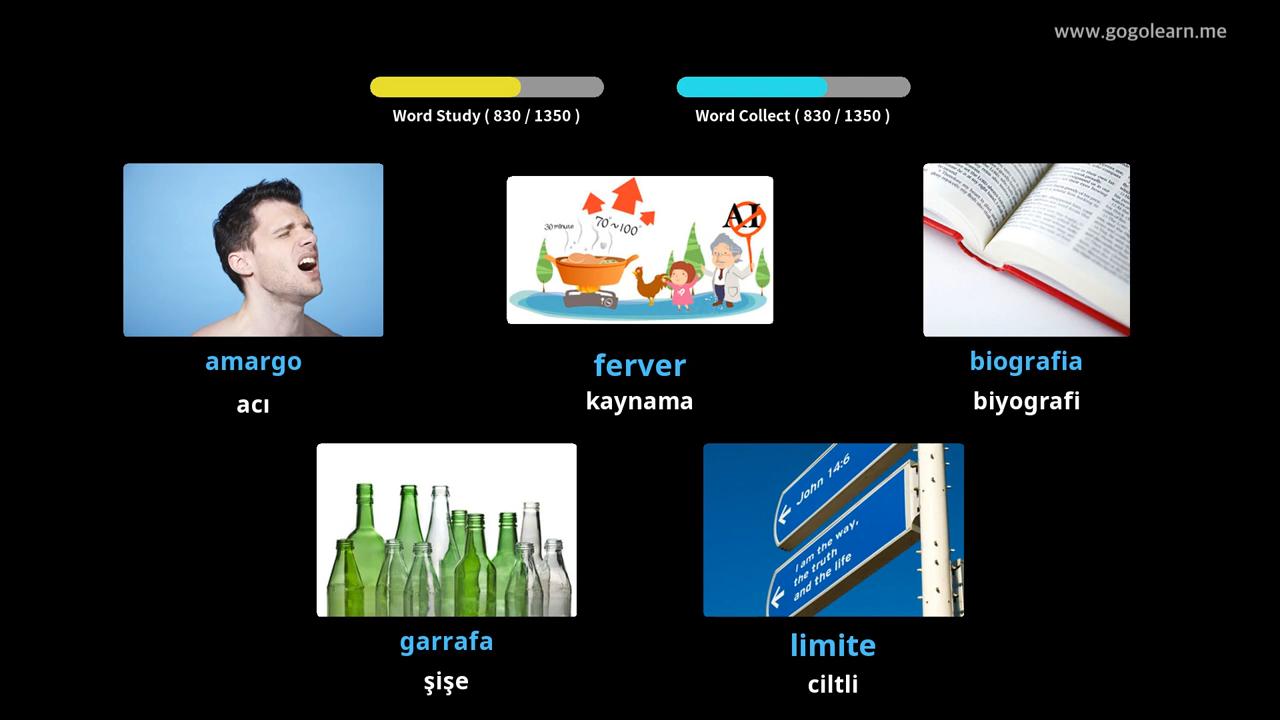 www.gogolearn.me
Word Study ( 830 / 1350 )
Word Collect ( 830 / 1350 )
30 minute
70°~100°
AI
amargo
acı
ferver
kaynama
biografia
biyografi
John 14:6
I am the way,
the truth
and the life
garrafa
şişe
limite
ciltli